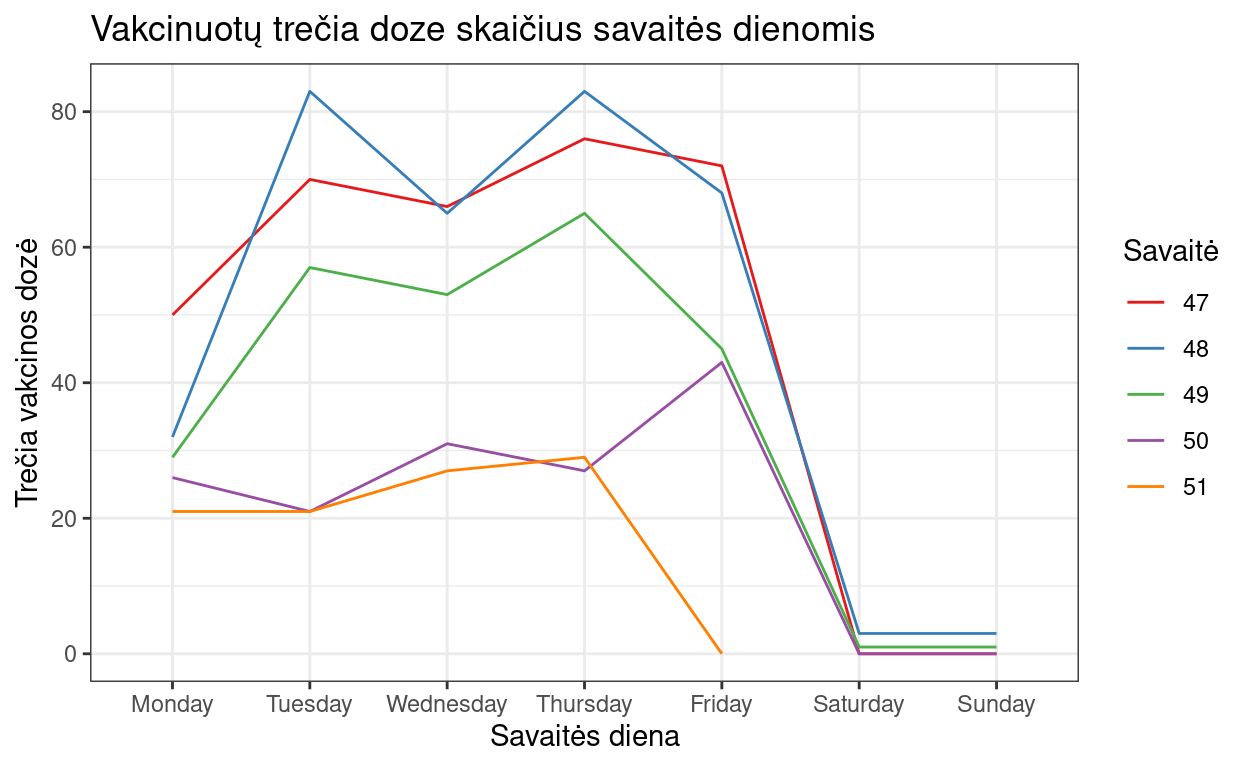 Vakcinuotų trečia doze skaičius savaitės dienomis
Trečia vakcinos dozė
80
60
40
20
0
Monday Tuesday Wednesday Thursday Friday Saturday Sunday
Savaitės diena
Savaitė
47
48
49
50
51